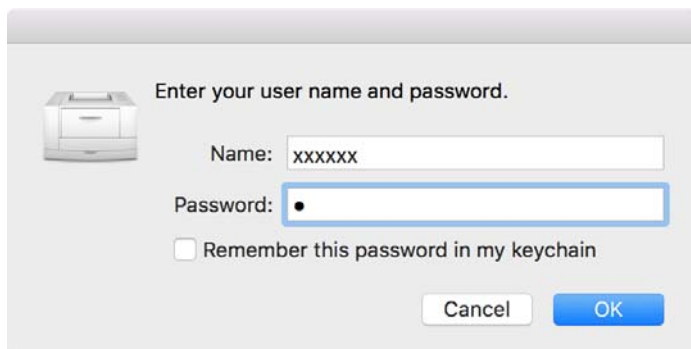 Enter your user name and password.
Name: xxxxxx
Password: •
Remember this password in my keychain
Cancel OK